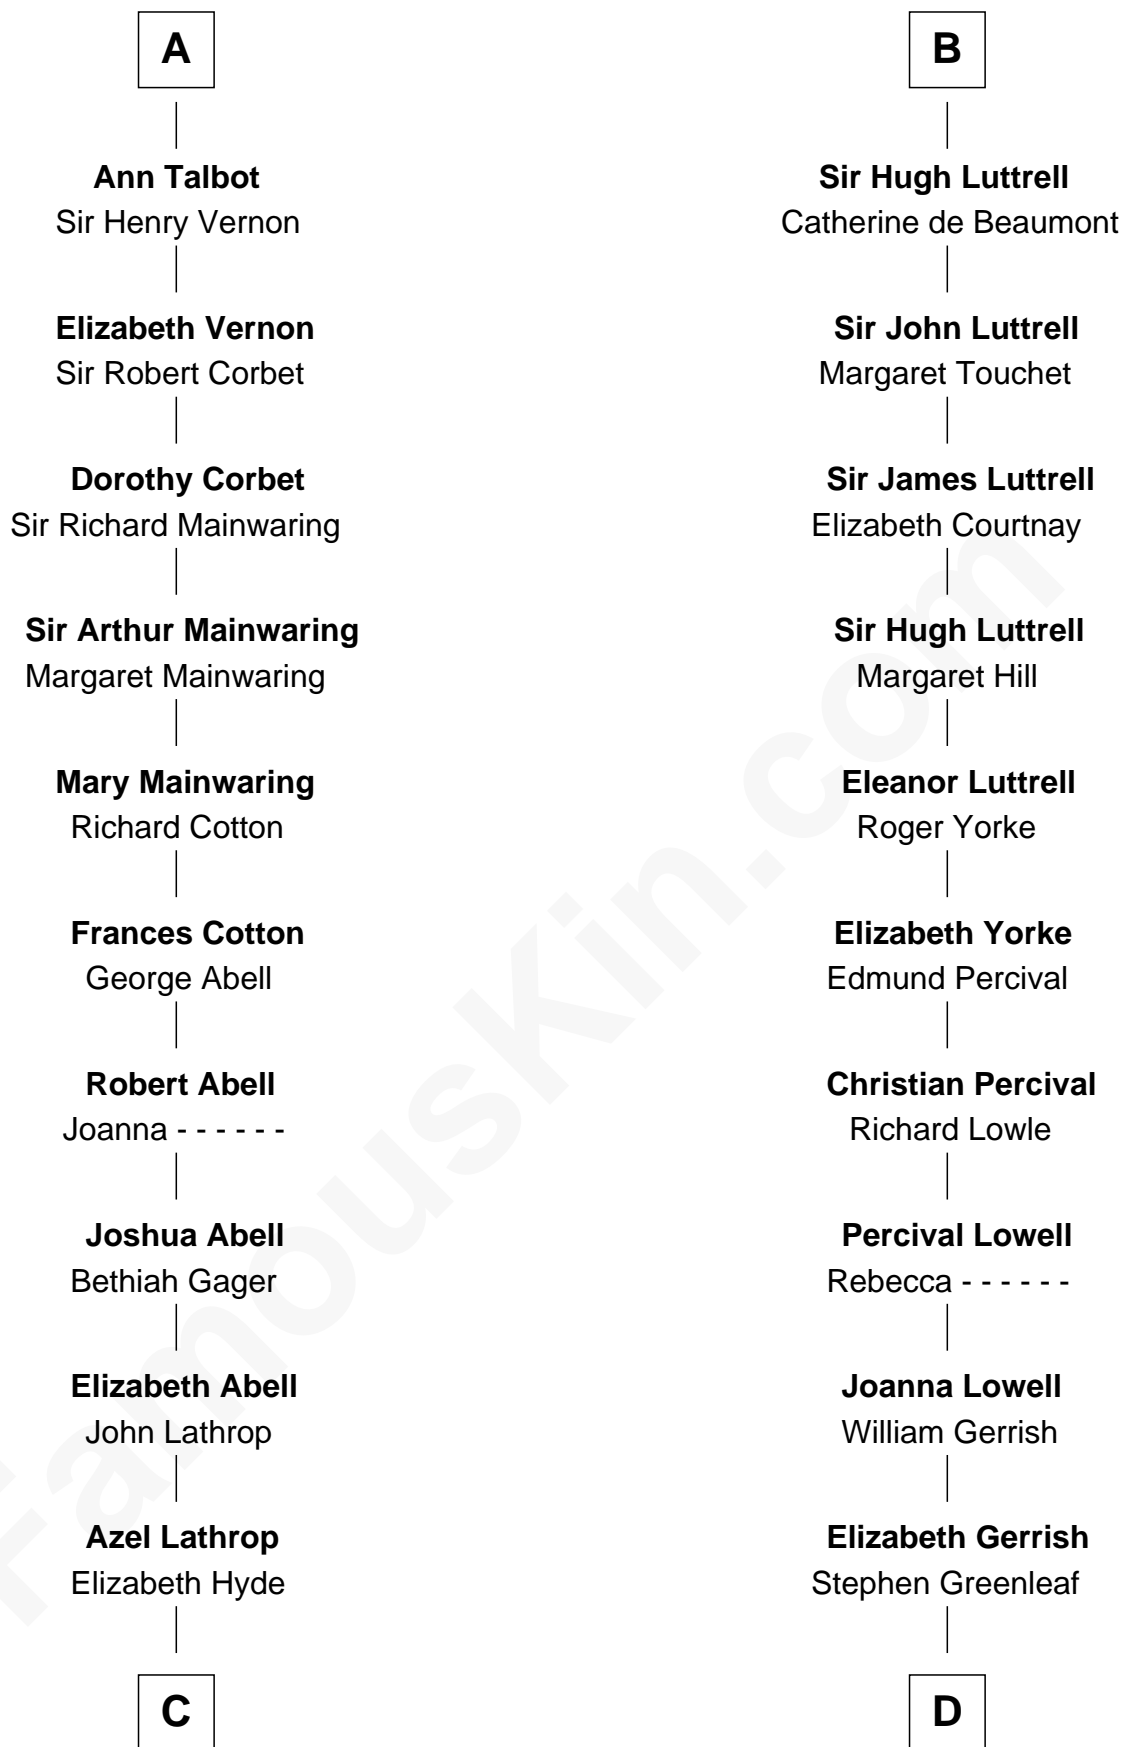 A
Ann Talbot
Sir Henry Vernon
Elizabeth Vernon
Sir Robert Corbet
Dorothy Corbet
Sir Richard Mainwaring
Sir Arthur Mainwaring
Margaret Mainwaring
Mary Mainwaring
Richard Cotton
Frances Cotton
George Abell
Robert Abell
Joanna - - - - - -
Joshua Abell
Bethiah Gager
Elizabeth Abell
John Lathrop
Azel Lathrop
Elizabeth Hyde
C
B
Sir Hugh Luttrell
Catherine de Beaumont
Sir John Luttrell
Margaret Touchet
Sir James Luttrell
Elizabeth Courtnay
Sir Hugh Luttrell
Margaret Hill
Eleanor Luttrell
Roger Yorke
Elizabeth Yorke
Edmund Percival
Christian Percival
Richard Lowle
Percival Lowell
Rebecca - - - - - -
Joanna Lowell
William Gerrish
Elizabeth Gerrish
Stephen Greenleaf
D
FamousKin.com